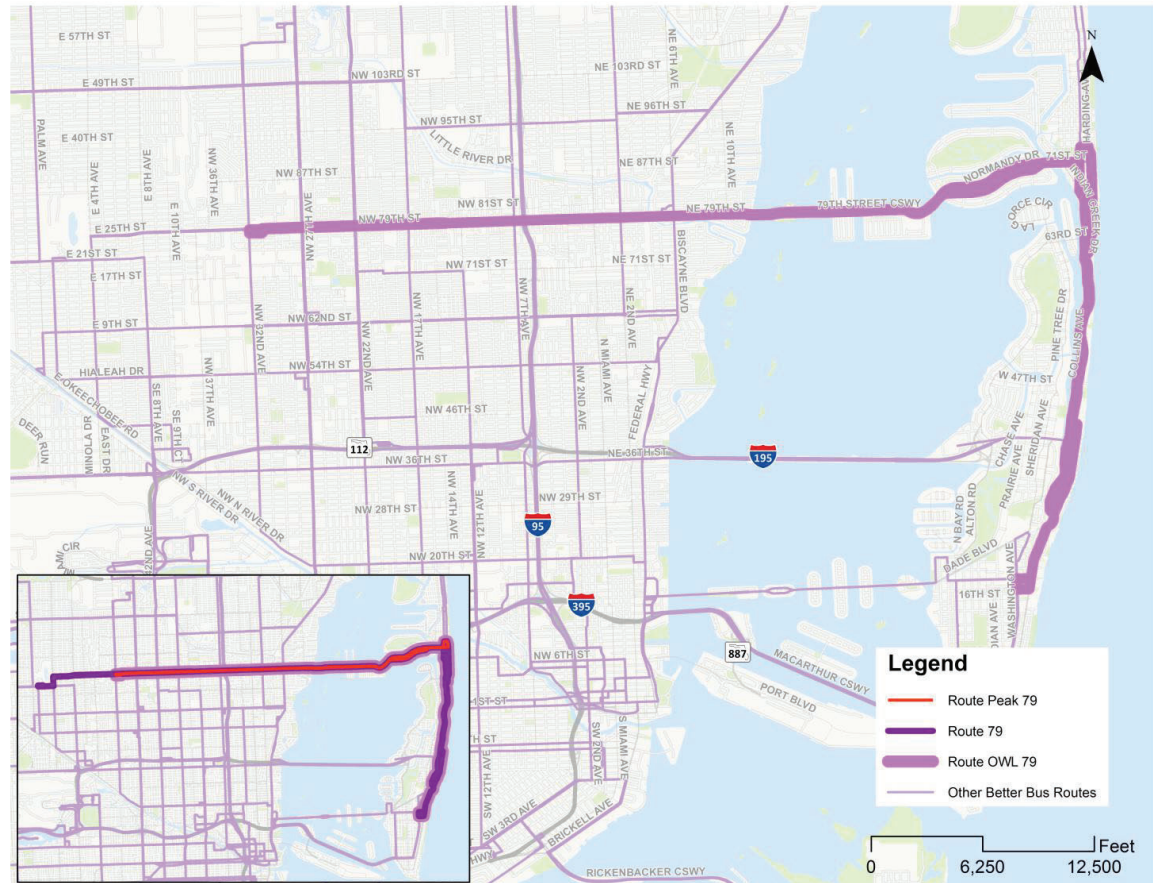 E 57TH ST
E 49TH ST
NW 103RD ST
NE 6TH AVE
N
HARDING AV
PALM AVE
E 40TH ST
NW 95TH ST
NE 96TH ST
LITTLE RIVER DR
NE 10TH AVE
E 4TH AVE
E 8TH AVE
E 10TH AVE
NW 36TH AVE
NW 87TH ST
NE 87TH ST
NORMANDY DR
71ST ST
INDIAN CREEK DR
NW 27TH AVE
NW 81ST ST
NW 79TH ST
NE 79TH ST
79TH STREET CSWY
E 25TH ST
LA GORCE CIR
63RD ST
E 21ST ST
E 17TH ST
NW 71ST ST
NE 71ST ST
BISCAYNE BLVD
NW 7TH AVE
E 9TH ST
NW 62ND ST
NW 32ND AVE
NW 22ND AVE
NW 17TH AVE
NE 2ND AVE
N MIAMI AVE
PINE TREE DR
COLLINS AVE
HIALEAH DR
NW 54TH ST
NW 37TH AVE
W 47TH ST
E OKEECHOBEE RD
SE 8TH AVE
SE 9TH CT
NW 46TH ST
NW 2ND AVE
FEDERAL HWY
DEER RUN
MINOLA DR
EAST DR
112
NW 36TH ST
NE 36TH ST
195
CHASE AVE
SHERIDAN AVE
PRAIRIE AVE
NW S RIVER DR
NW N RIVER DR
NW 14TH AVE
NW 12TH AVE
NW 29TH ST
NW 28TH ST
N BAY RD
ALTON RD
95
42ND AVE
NW 20TH ST
DADE BLVD
16TH ST
WASHINGTON AVE
DIAN AVE
395
NW 6TH ST
887
MACARTHUR CSWY
PORT BLVD
1ST ST
TH ST
SW 2ND AVE
S MIAMI AVE
SW 12TH AVE
SW 3RD AVE
BRICKELL AVE
HWY
RICKENBACKER CSWY
Legend
Route Peak 79
Route 79
Route OWL 79
Other Better Bus Routes
Feet
0 6,250 12,500